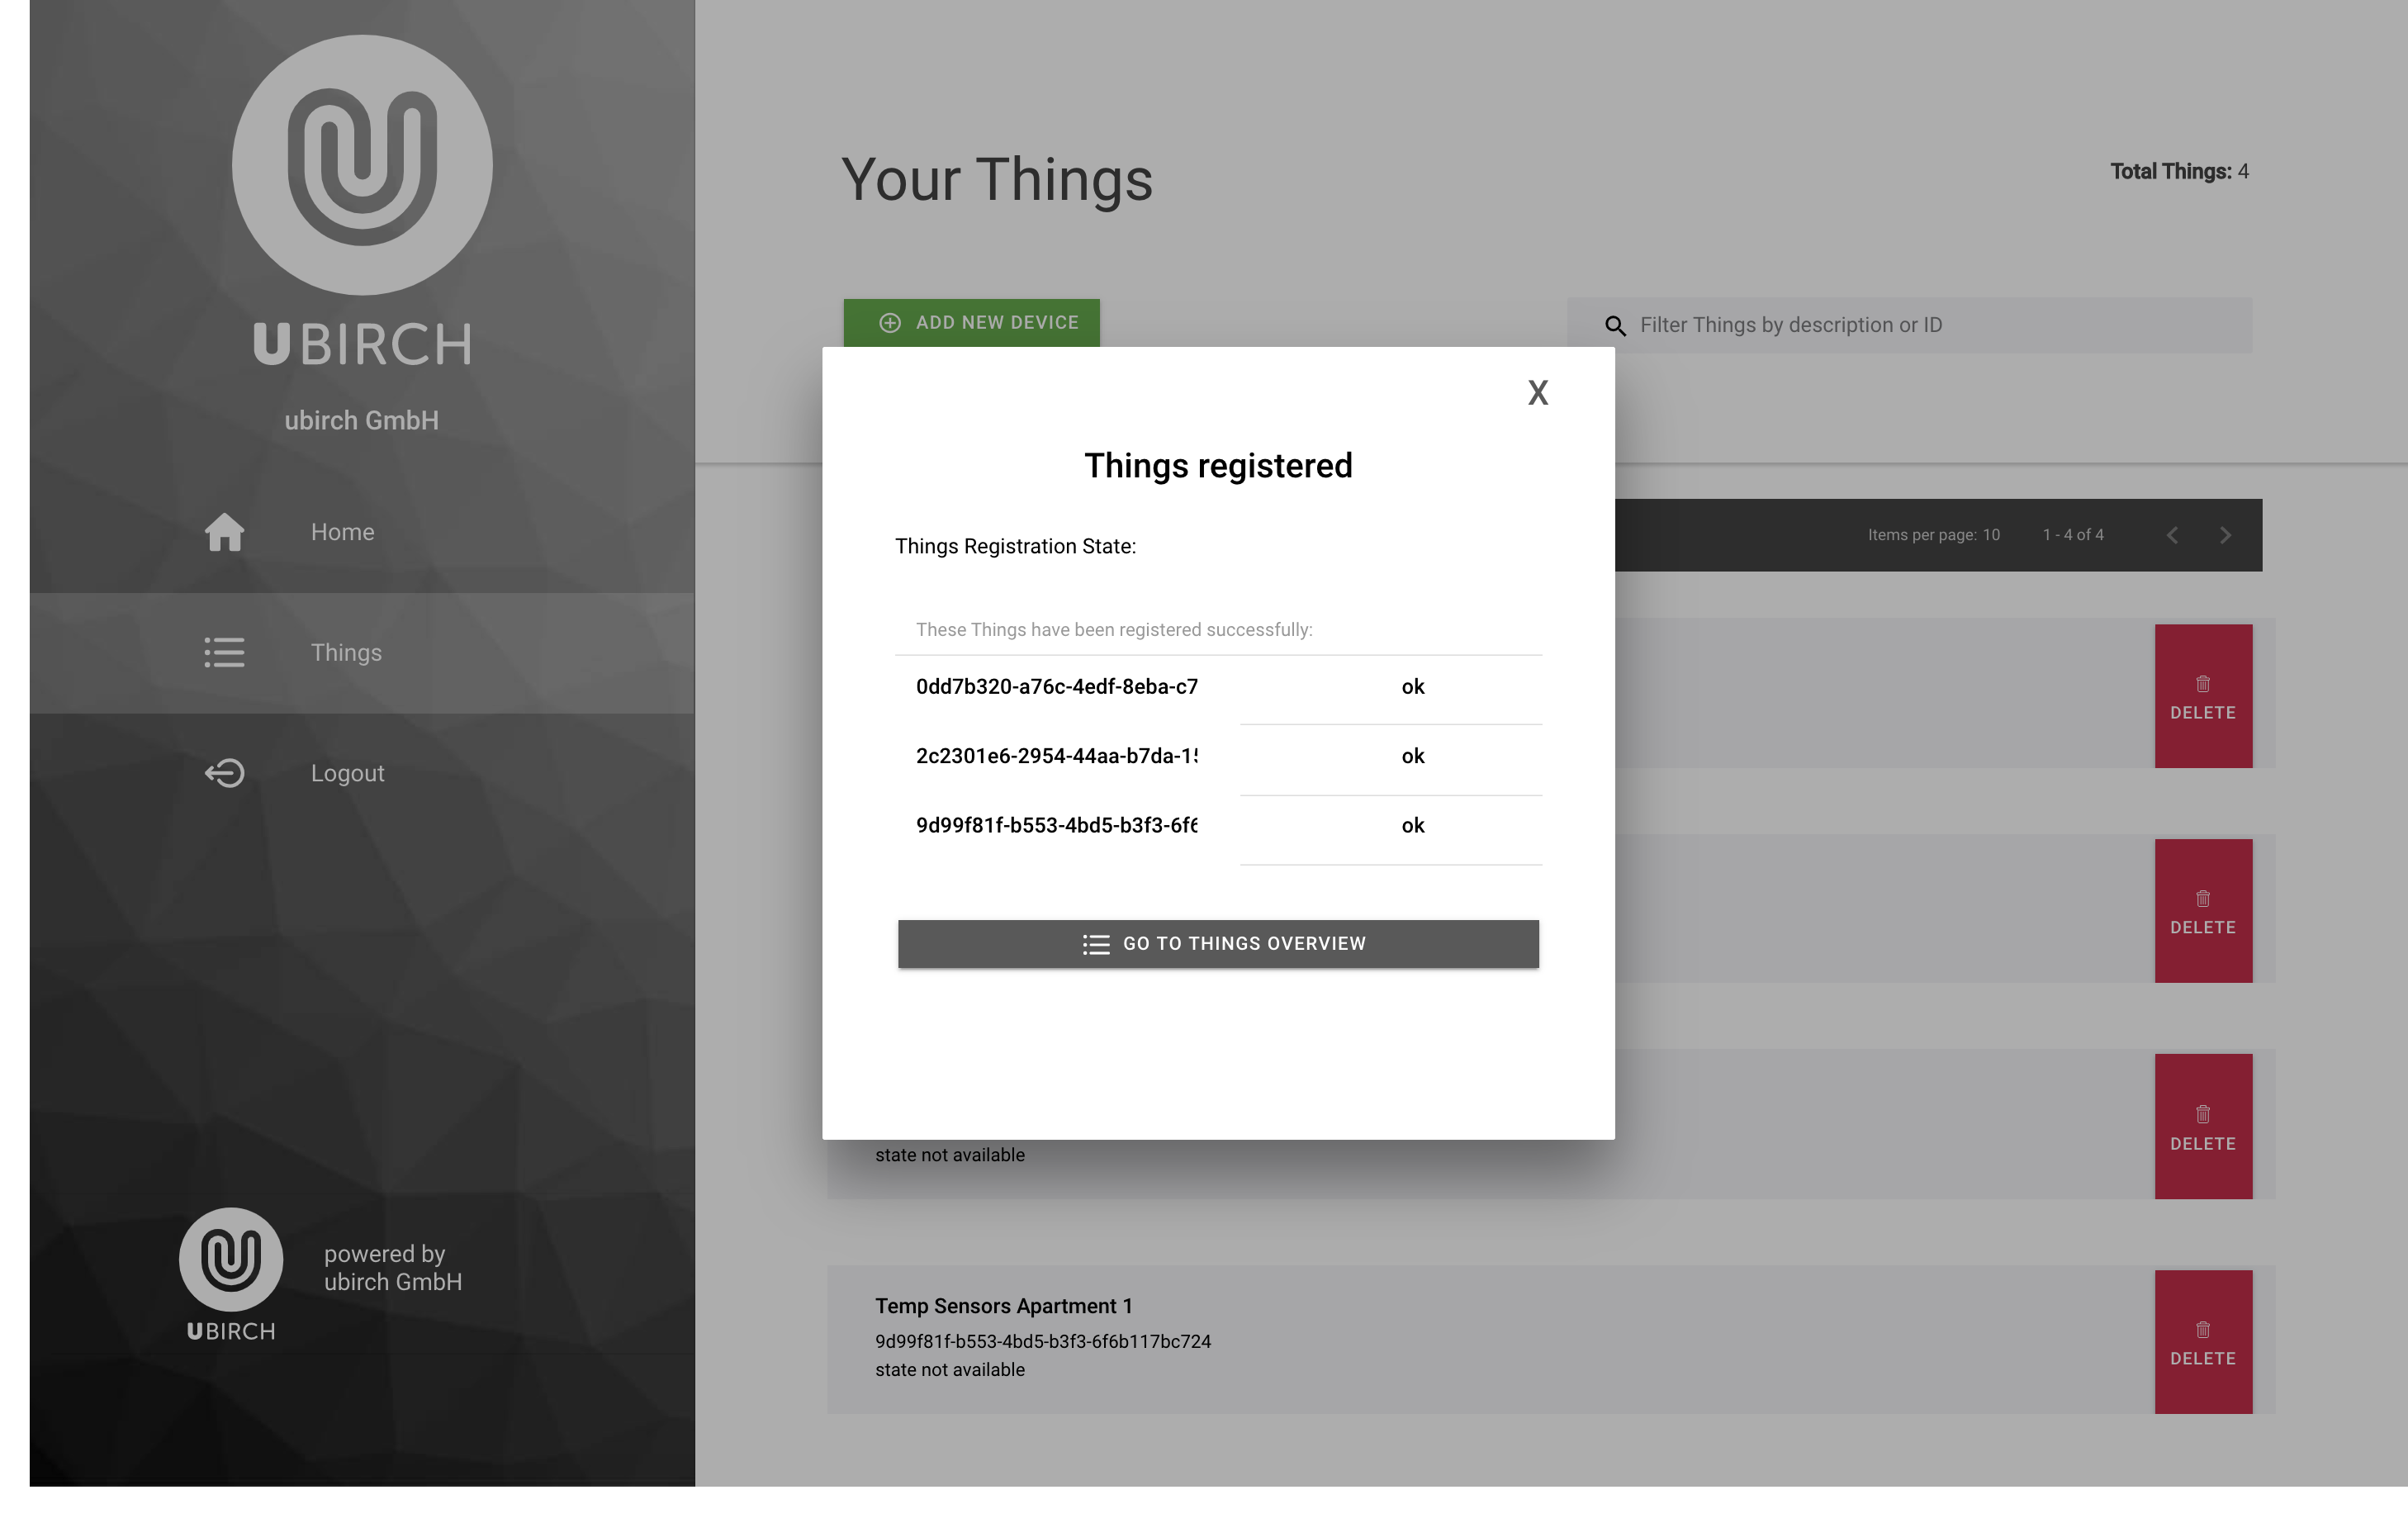 UBIRCH
ubirch GmbH
Home
Things
Logout
powered by
ubirch GmbH
UBIRCH
Your Things
Total Things: 4
ADD NEW DEVICE
Filter Things by description or ID
Items per page: 10 1 - 4 of 4
X
Things registered
Things Registration State:
These Things have been registered successfully:
0dd7b320-a76c-4edf-8eba-c7 ok
2c2301e6-2954-44aa-b7da-15 ok
9d99f81f-b553-4bd5-b3f3-6f6 ok
GO TO THINGS OVERVIEW
DELETE
DELETE
state not available
DELETE
Temp Sensors Apartment 1
9d99f81f-b553-4bd5-b3f3-6f6b117bc724
state not available
DELETE